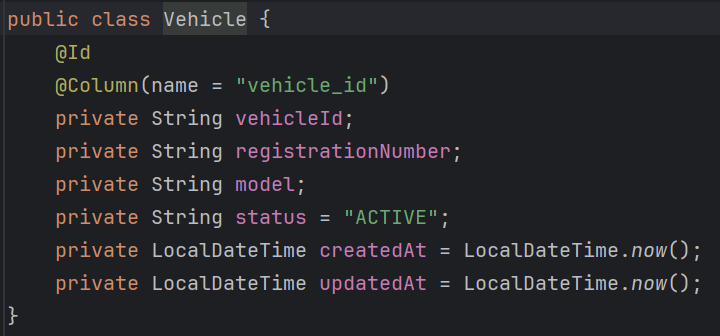 public class Vehicle {
@Id
@Column(name = "vehicle_id")
private String vehicleId;
private String registrationNumber;
private String model;
private String status = "ACTIVE";
private LocalDateTime createdAt = LocalDateTime.now();
private LocalDateTime updatedAt = LocalDateTime.now();
}